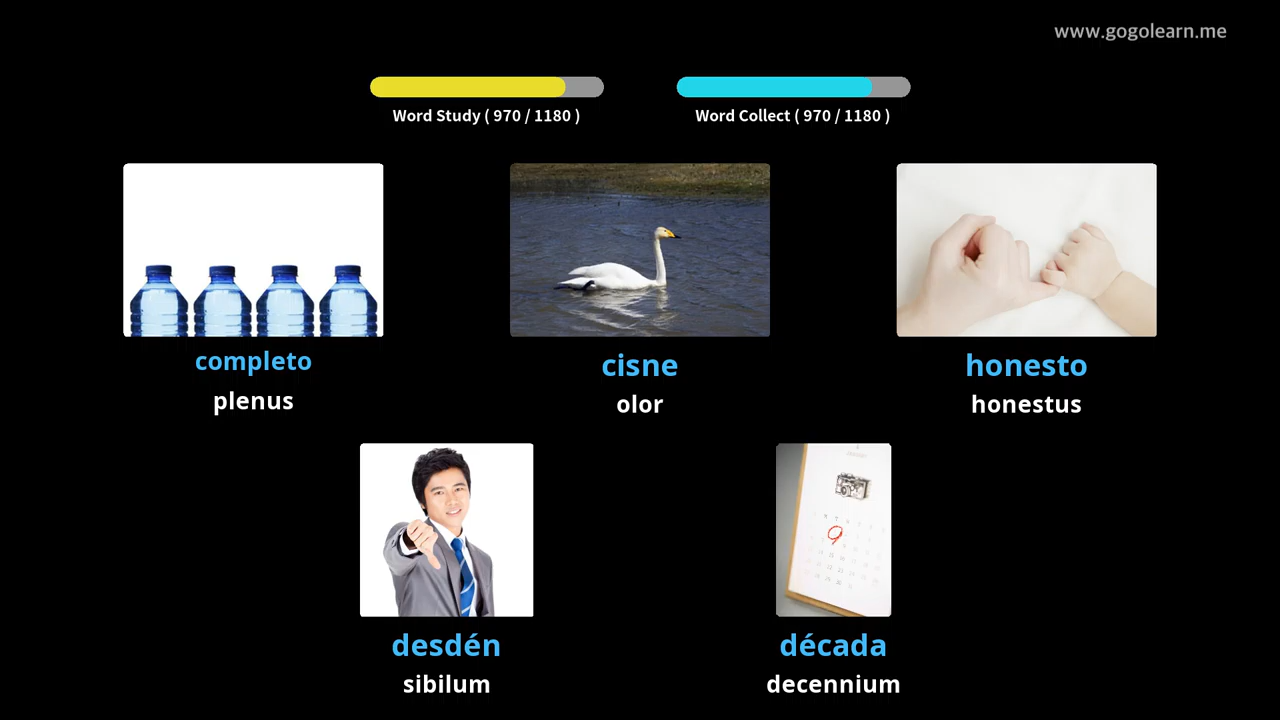 www.gogolearn.me
Word Study ( 970 / 1180 )
Word Collect ( 970 / 1180 )
completo
plenus
cisne
olor
honesto
honestus
desdén
sibilum
década
decennium